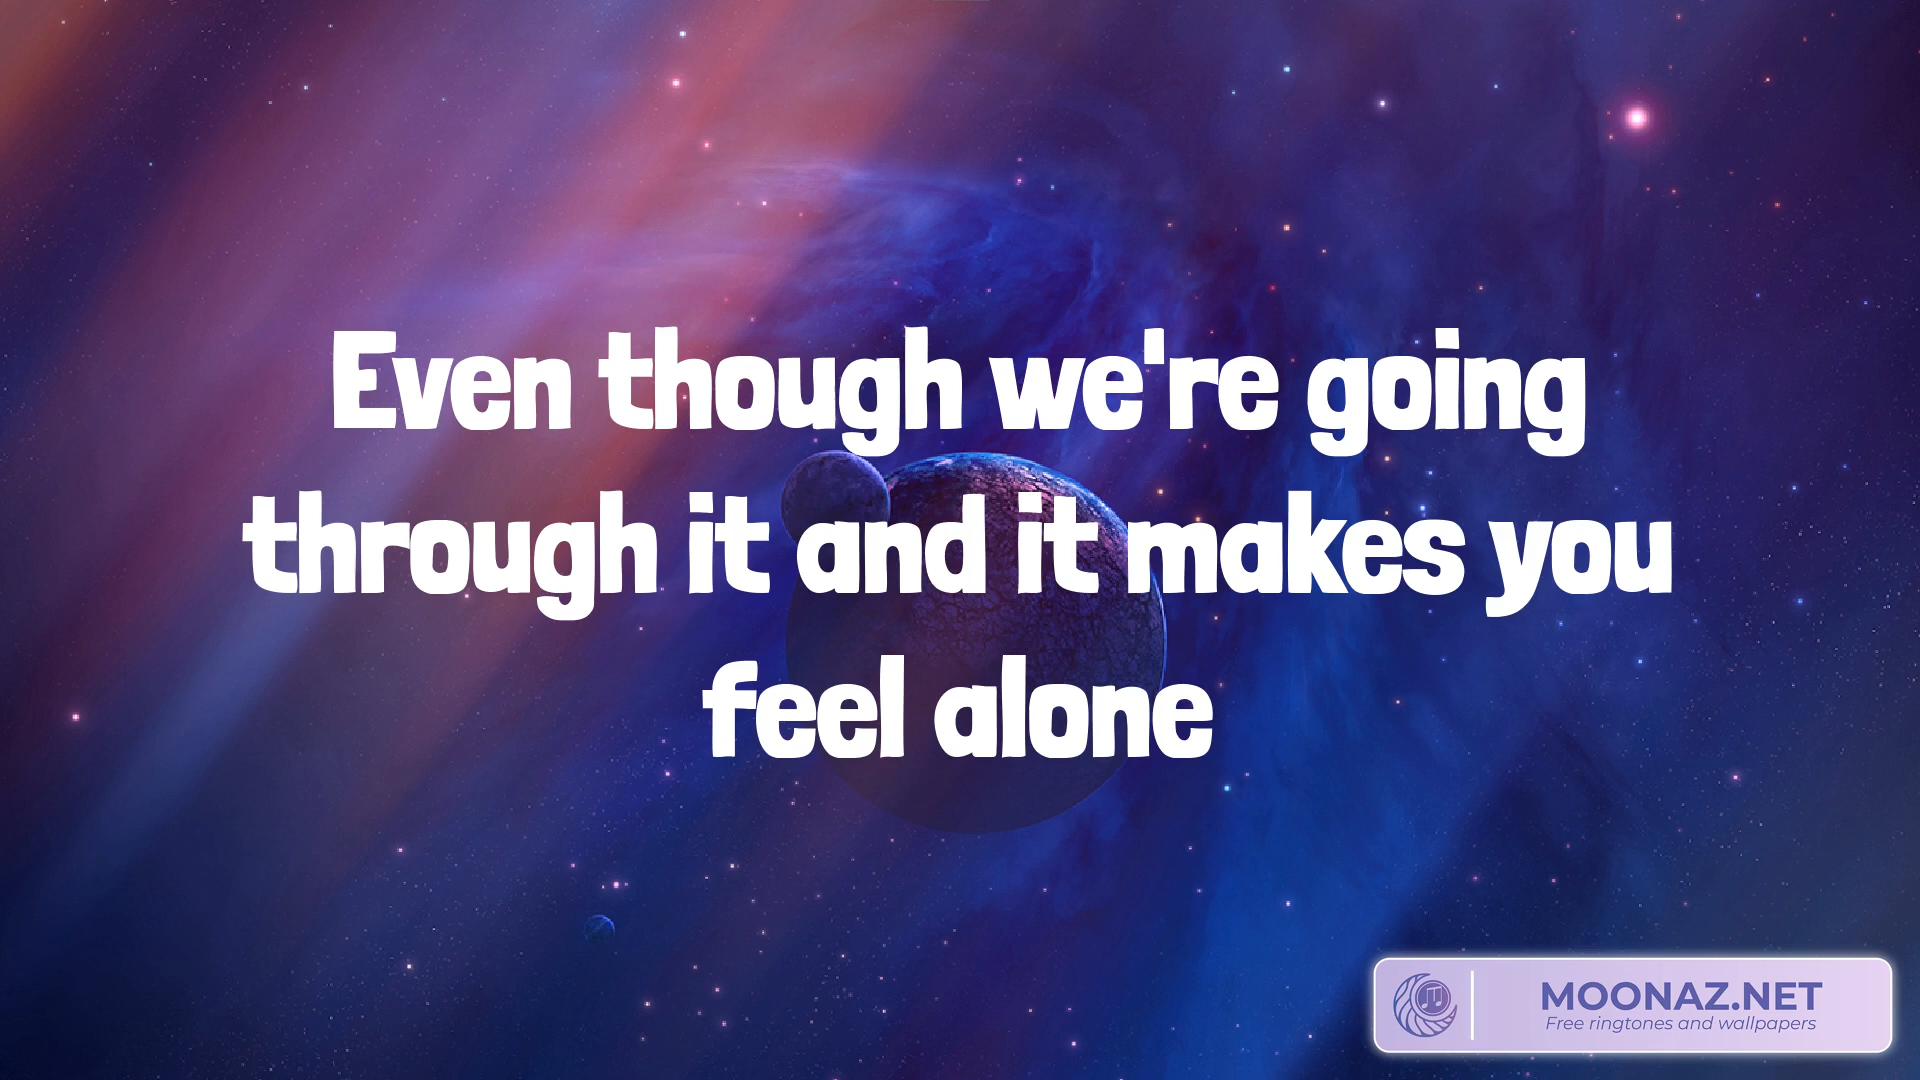 Even though we're going
through it and it makes you
feel alone
MOONAZ.NET
Free ringtones and wallpapers